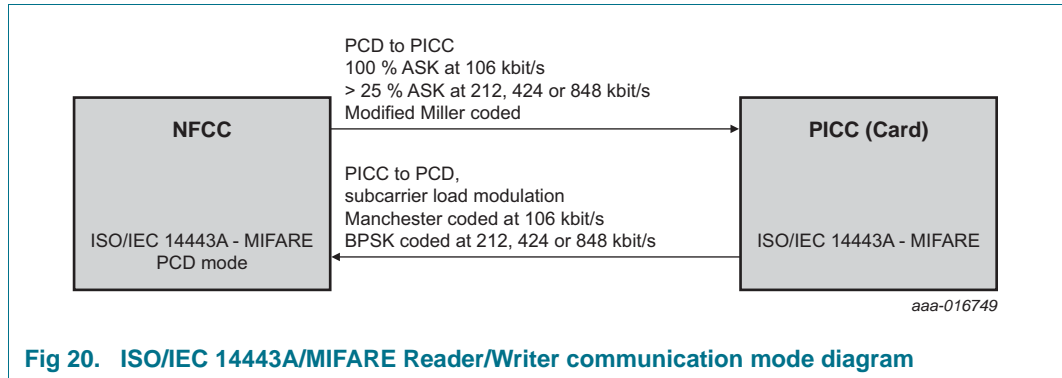 PCD to PICC
100 % ASK at 106 kbit/s
> 25 % ASK at 212, 424 or 848 kbit/s
Modified Miller coded
NFCC
PICC (Card)
PICC to PCD,
subcarrier load modulation
Manchester coded at 106 kbit/s
BPSK coded at 212, 424 or 848 kbit/s
ISO/IEC 14443A - MIFARE
PCD mode
ISO/IEC 14443A - MIFARE
aaa-016749
Fig 20. ISO/IEC 14443A/MIFARE Reader/Writer communication mode diagram